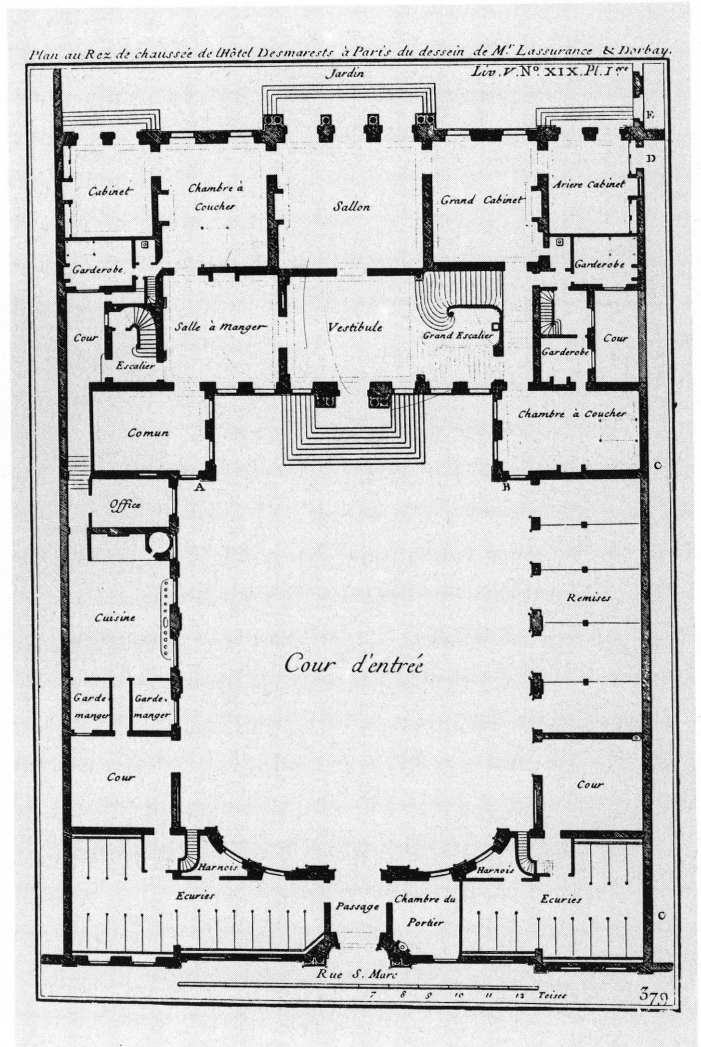 Plan au Rez de chaussée de lHôtel Desmarests à Paris du dessein de M.r Lassurance & Dorbay.
Jardin
Liv. V. No. XIX. Pl. I ere
E
D
Cabinet
Chambre à
Coucher
Sallon
Grand Cabinet
Ariere Cabinet
Garderobe
Garderobe
Cour
Escalier
Salle à manger
Vestibule
Grand Escalier
Garderobe
Cour
Comun
Chambre à Coucher
A
B
C
Office
Cuisine
Remises
Cour d'entrée
Garde
manger
Garde
manger
Cour
Cour
Harnois
Harnois
Ecuries
Passage
Chambre du
Portier
Ecuries
C
Rue S. Marc
7 8 9 10 11 12 Toises
379